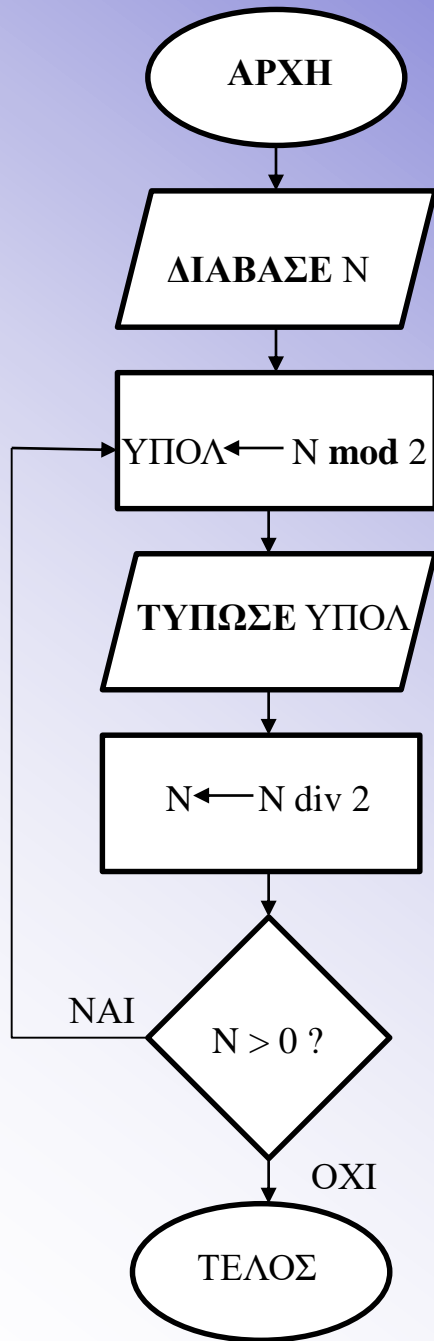 ΑΡΧΗ
ΔΙΑΒΑΣΕ Ν
ΥΠΟΛ ← N mod 2
ΤΥΠΩΣΕ ΥΠΟΛ
N ← N div 2
ΝΑΙ
N > 0 ?
ΟΧΙ
ΤΕΛΟΣ